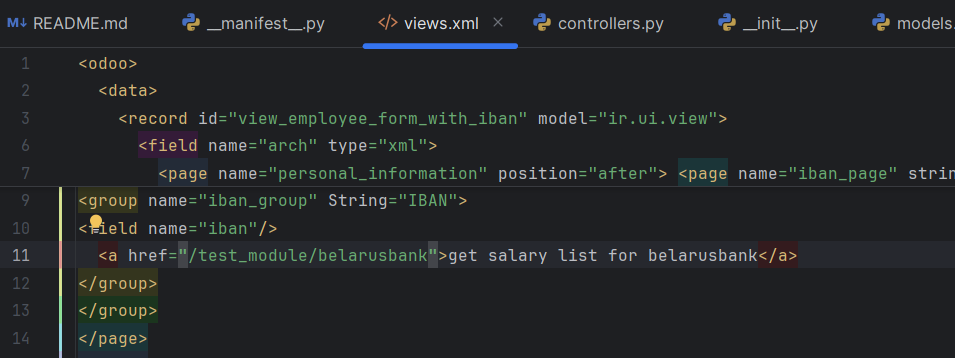 README.md __manifest__.py views.xml controllers.py __init__.py models.
1 <odoo>
2 <data>
3 <record id="view_employee_form_with_iban" model="ir.ui.view">
6 <field name="arch" type="xml">
7 <page name="personal_information" position="after"> <page name="iban_page" strin
9 <group name="iban_group" String="IBAN">
10 <field name="iban"/>
11 <a href="/test_module/belarusbank">get salary list for belarusbank</a>
12 </group>
13 </group>
14 </page>